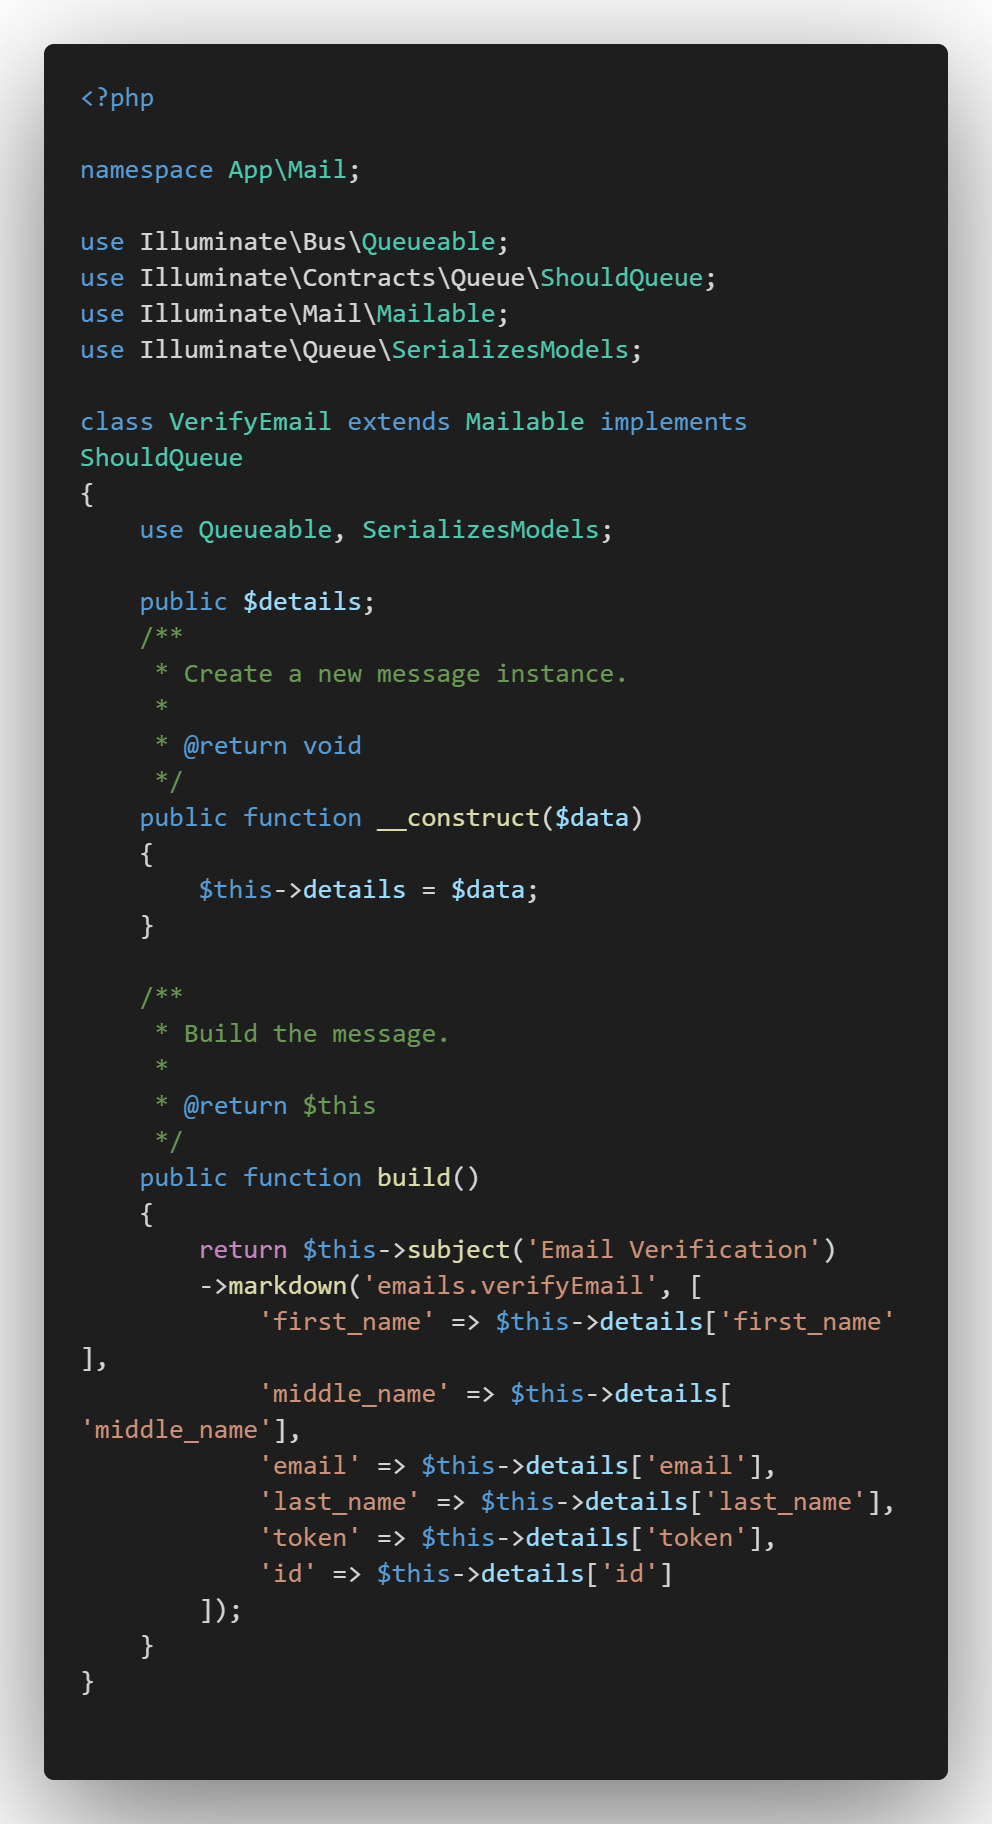 <?php

namespace App\Mail;

use Illuminate\Bus\Queueable;
use Illuminate\Contracts\Queue\ShouldQueue;
use Illuminate\Mail\Mailable;
use Illuminate\Queue\SerializesModels;

class VerifyEmail extends Mailable implements
ShouldQueue
{
    use Queueable, SerializesModels;

    public $details;
    /**
     * Create a new message instance.
     *
     * @return void
     */
    public function __construct($data)
    {
        $this->details = $data;
    }

    /**
     * Build the message.
     *
     * @return $this
     */
    public function build()
    {
        return $this->subject('Email Verification')
        ->markdown('emails.verifyEmail', [
            'first_name' => $this->details['first_name'
],
            'middle_name' => $this->details[
'middle_name'],
            'email' => $this->details['email'],
            'last_name' => $this->details['last_name'],
            'token' => $this->details['token'],
            'id' => $this->details['id']
        ]);
    }
}